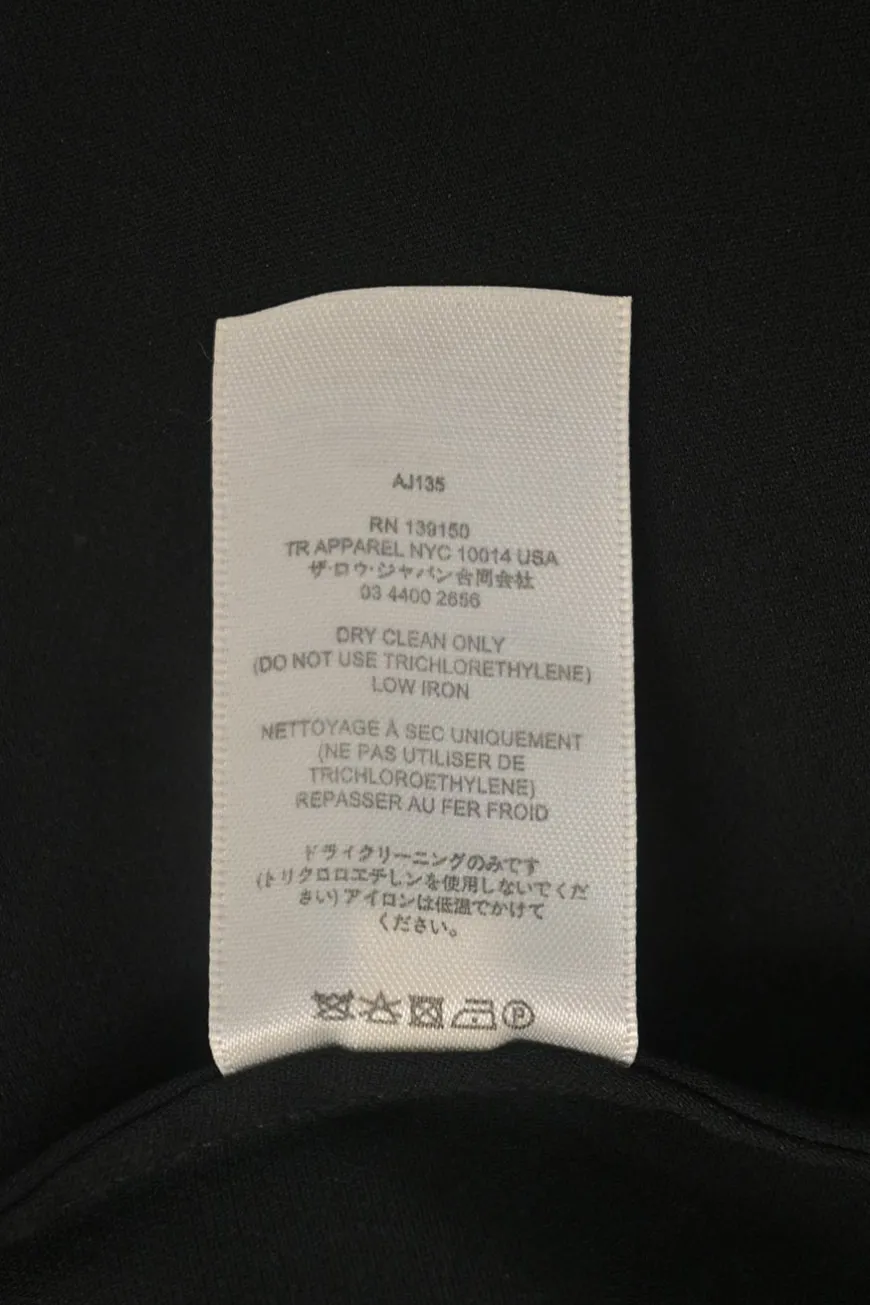 AJ135
RN 139150
TR APPAREL NYC 10014 USA
ザ・ロウ・ジャパン合同会社
03 4400 2656
DRY CLEAN ONLY
(DO NOT USE TRICHLORETHYLENE)
LOW IRON
NETTOYAGE À SEC UNIQUEMENT
(NE PAS UTILISER DE
TRICHLOROETHYLENE)
REPASSER AU FER FROID
ドライクリーニングのみです
(トリクロロエチレンを使用しないでくだ
さい) アイロンは低温でかけて
ください。
P